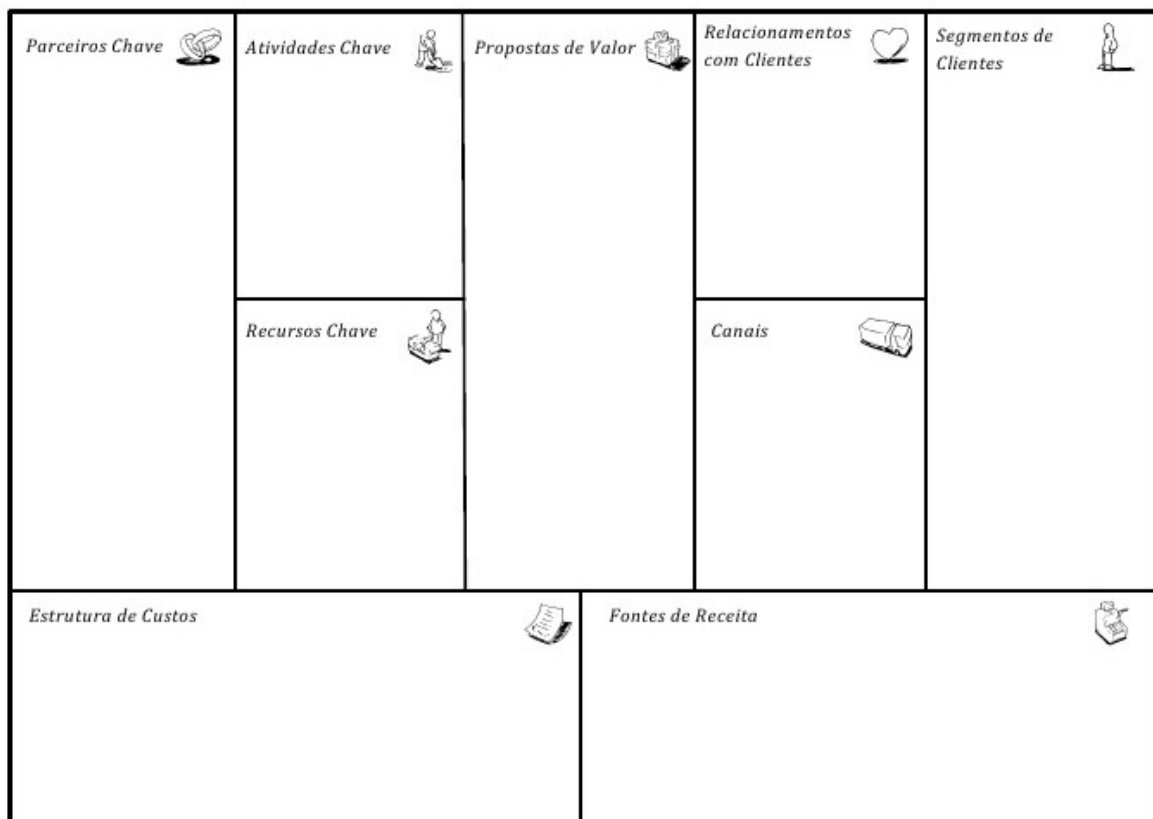 Parceiros Chave
Atividades Chave
Propostas de Valor
Relacionamentos
com Clientes
Segmentos de
Clientes
Recursos Chave
Canais
Estrutura de Custos
Fontes de Receita